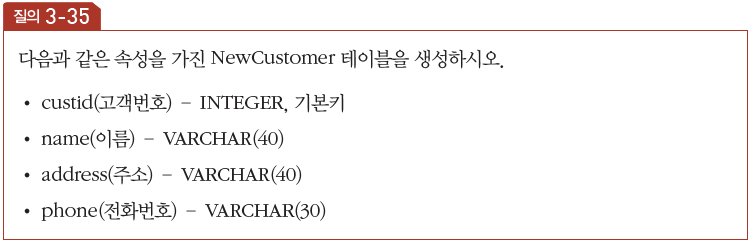 질의 3-35
다음과 같은 속성을 가진 NewCustomer 테이블을 생성하시오.
• custid(고객번호) – INTEGER, 기본키
• name(이름) – VARCHAR(40)
• address(주소) – VARCHAR(40)
• phone(전화번호) – VARCHAR(30)